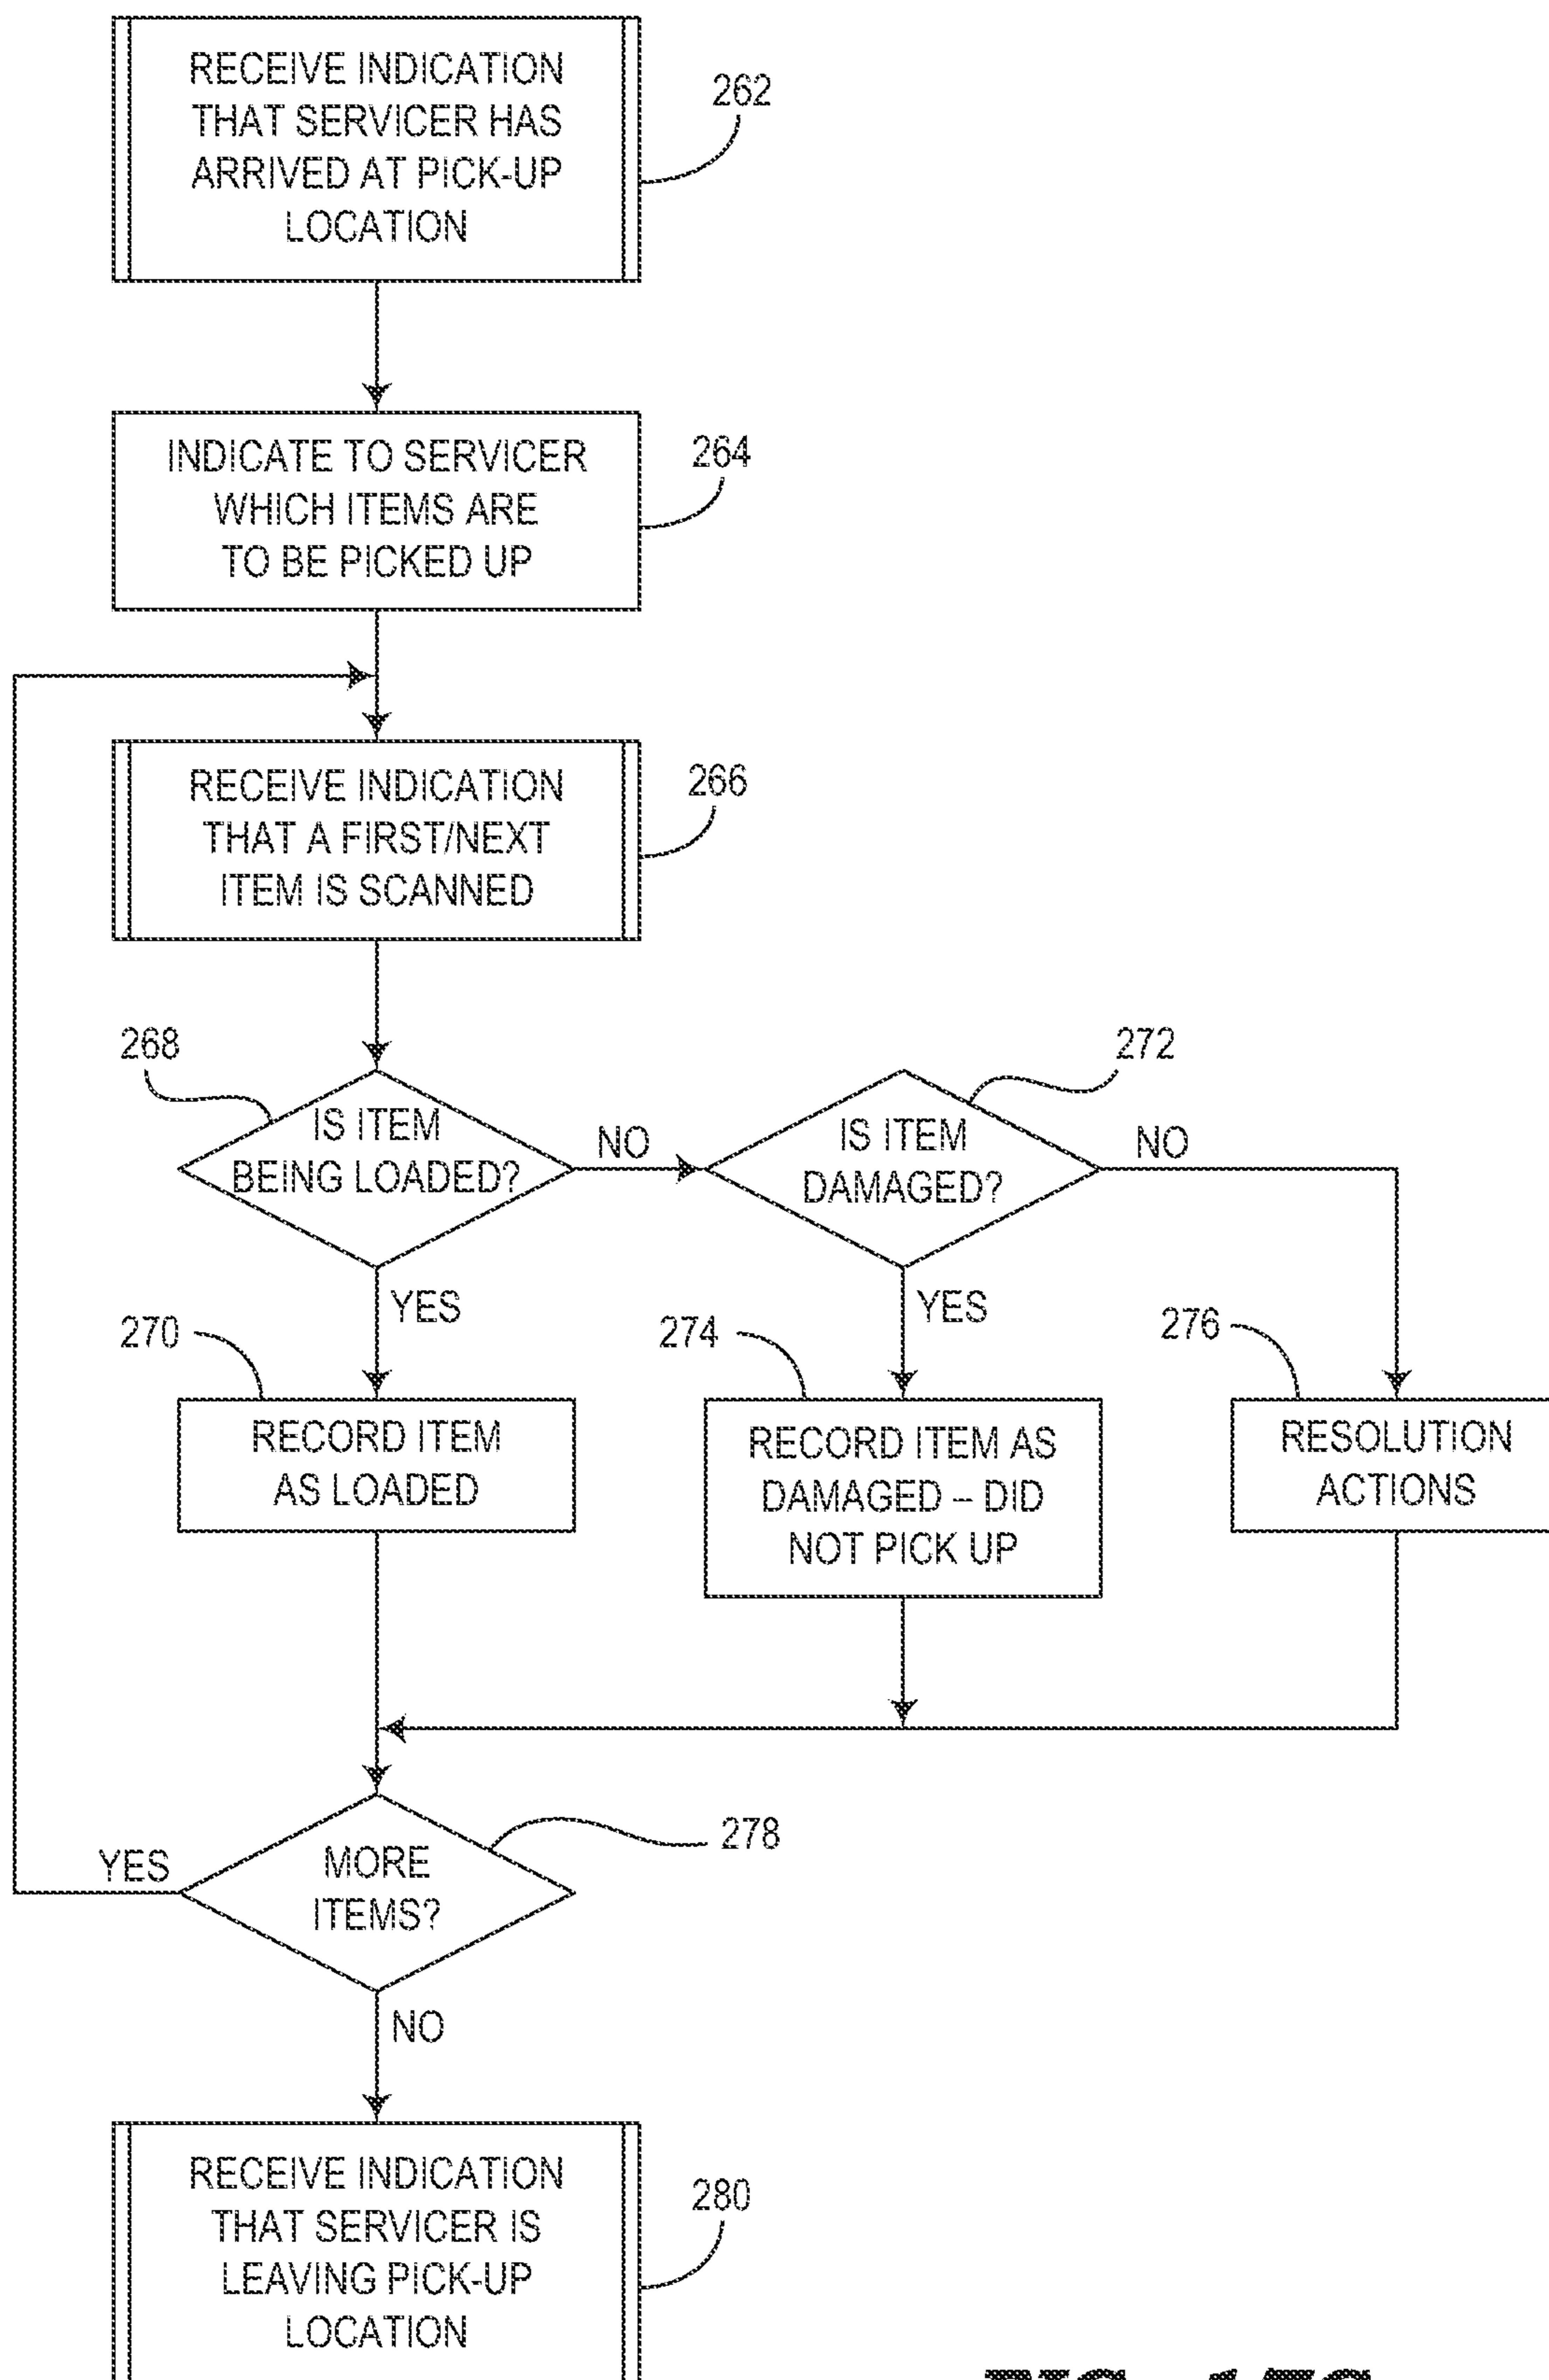 RECEIVE INDICATION
THAT SERVICER HAS
ARRIVED AT PICK-UP
LOCATION
262
INDICATE TO SERVICER
WHICH ITEMS ARE
TO BE PICKED UP
264
RECEIVE INDICATION
THAT A FIRST/NEXT
ITEM IS SCANNED
266
268
IS ITEM
BEING LOADED?
NO
YES
272
IS ITEM
DAMAGED?
NO
YES
270
RECORD ITEM
AS LOADED
274
RECORD ITEM AS
DAMAGED – DID
NOT PICK UP
276
RESOLUTION
ACTIONS
278
MORE
ITEMS?
YES
NO
RECEIVE INDICATION
THAT SERVICER IS
LEAVING PICK-UP
LOCATION
280